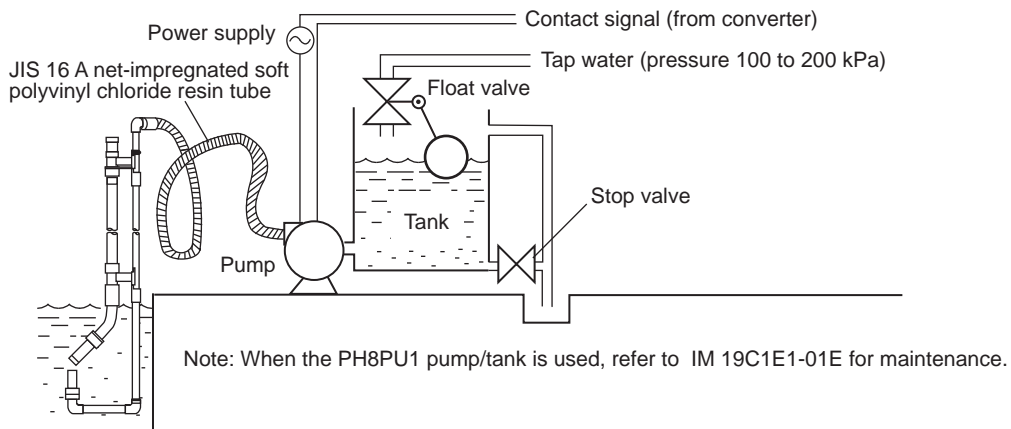 Contact signal (from converter)
Power supply
Tap water (pressure 100 to 200 kPa)
JIS 16 A net-impregnated soft
polyvinyl chloride resin tube
Float valve
Stop valve
Tank
Pump
Note: When the PH8PU1 pump/tank is used, refer to IM 19C1E1-01E for maintenance.